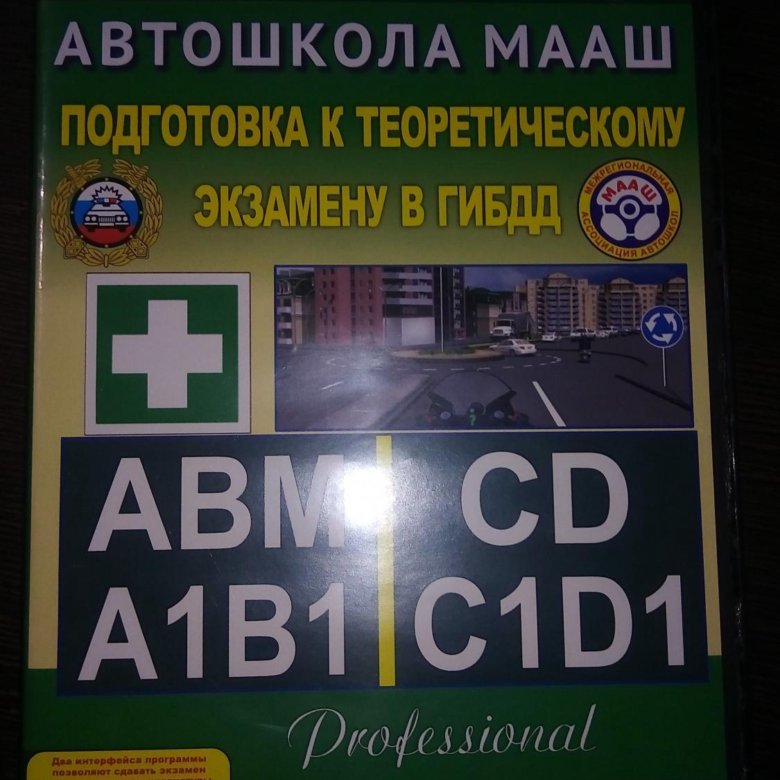 АВТОШКОЛА МААШ
ПОДГОТОВКА К ТЕОРЕТИЧЕСКОМУ
ЭКЗАМЕНУ В ГИБДД
МЕЖРЕГИОНАЛЬНАЯ
МААШ
АССОЦИАЦИЯ АВТОШКОЛ
ABM
CD
A1B1
C1D1
Professional
Два интерфейса программы
позволяют сдавать экзамен